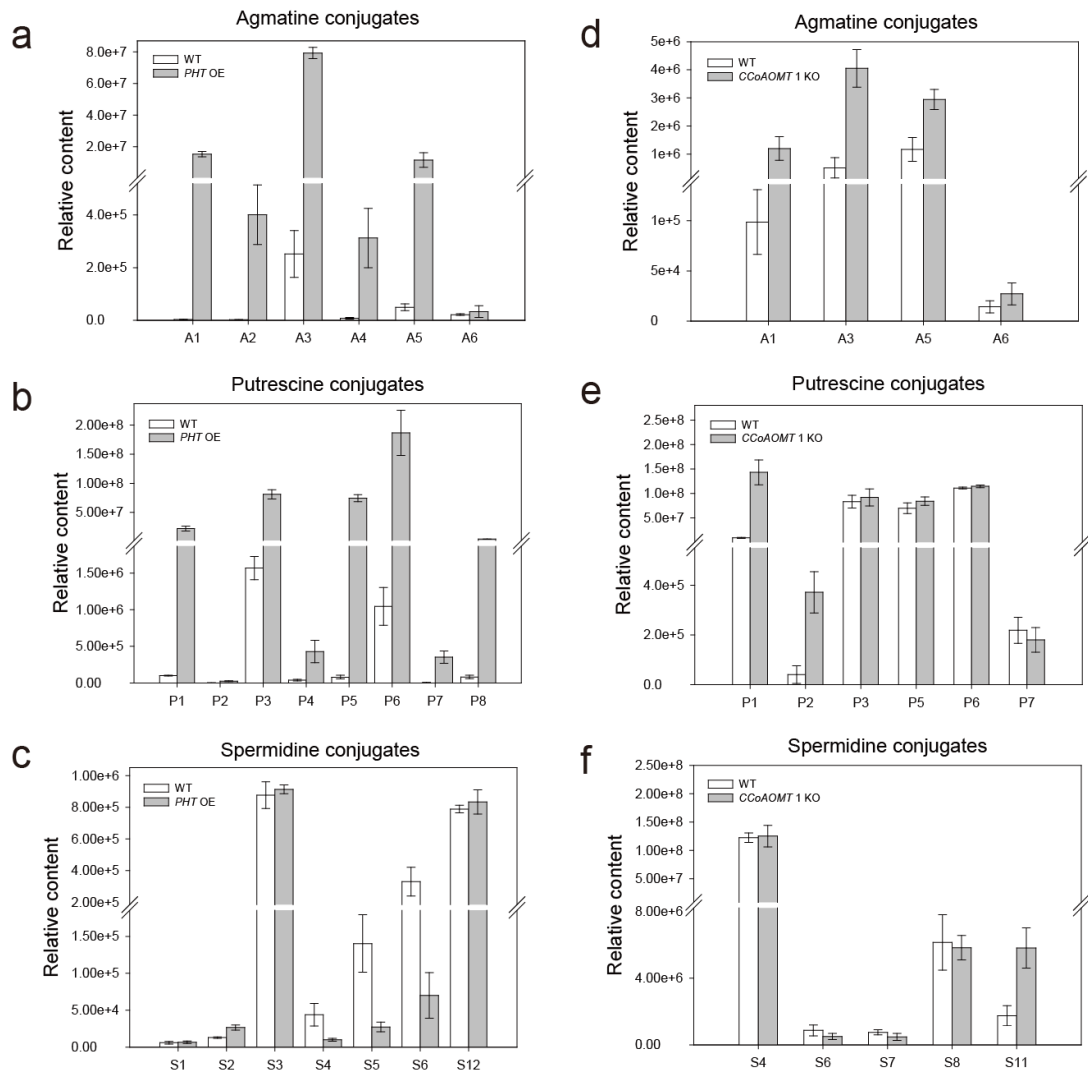 a
Agmatine conjugates
WT
PHT OE
Relative content
8.0e+7
6.0e+7
4.0e+7
2.0e+7
4.0e+5
2.0e+5
0.0
A1 A2 A3 A4 A5 A6
d
Agmatine conjugates
WT
CCoAOMT 1 KO
Relative content
5e+6
4e+6
3e+6
2e+6
1e+6
1e+5
5e+4
0
A1 A3 A5 A6
b
Putrescine conjugates
WT
PHT OE
Relative content
2.00e+8
1.50e+8
1.00e+8
5.00e+7
1.50e+6
1.00e+6
5.00e+5
0.00
P1 P2 P3 P4 P5 P6 P7 P8
e
Putrescine conjugates
WT
CCoAOMT 1 KO
Relative content
2.5e+8
2.0e+8
1.5e+8
1.0e+8
5.0e+7
4.0e+5
2.0e+5
0.0
P1 P2 P3 P5 P6 P7
c
Spermidine conjugates
WT
PHT OE
Relative content
1.00e+6
8.00e+5
6.00e+5
4.00e+5
2.00e+5
1.50e+5
1.00e+5
5.00e+4
0.00
S1 S2 S3 S4 S5 S6 S12
f
Spermidine conjugates
WT
CCoAOMT 1 KO
Relative content
2.50e+8
2.00e+8
1.50e+8
1.00e+8
5.00e+7
8.00e+6
4.00e+6
0.00
S4 S6 S7 S8 S11